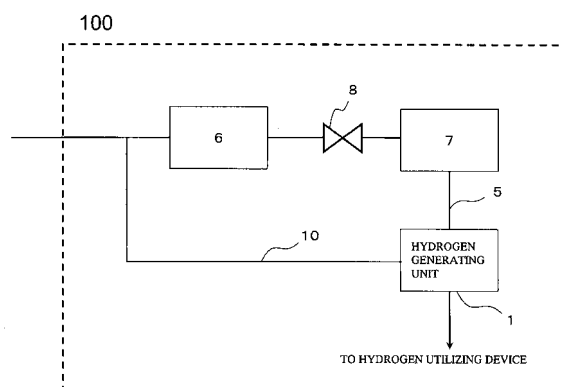 100
8
6
7
5
10
HYDROGEN
GENERATING
UNIT
1
TO HYDROGEN UTILIZING DEVICE